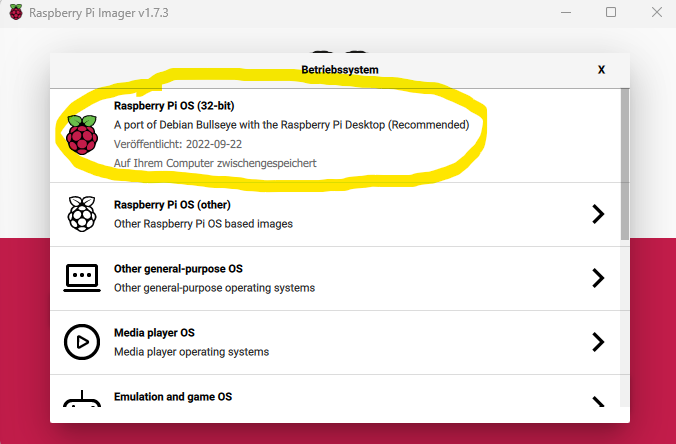 Raspberry Pi Imager v1.7.3
Betriebssystem
X
Raspberry Pi OS (32-bit)
A port of Debian Bullseye with the Raspberry Pi Desktop (Recommended)
Veröffentlicht: 2022-09-22
Auf Ihrem Computer zwischengespeichert
Raspberry Pi OS (other)
Other Raspberry Pi OS based images
Other general-purpose OS
Other general-purpose operating systems
Media player OS
Media player operating systems
Emulation and game OS